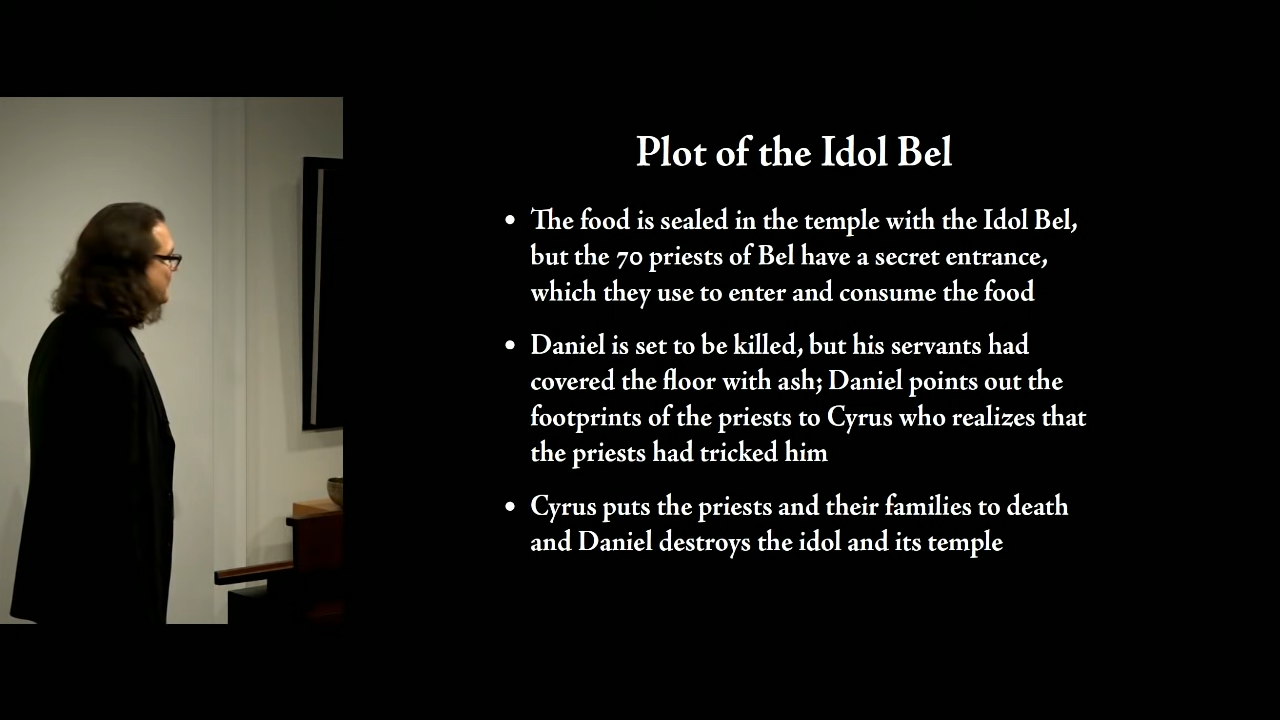 Plot of the Idol Bel
• The food is sealed in the temple with the Idol Bel,
but the 70 priests of Bel have a secret entrance,
which they use to enter and consume the food
• Daniel is set to be killed, but his servants had
covered the floor with ash; Daniel points out the
footprints of the priests to Cyrus who realizes that
the priests had tricked him
• Cyrus puts the priests and their families to death
and Daniel destroys the idol and its temple